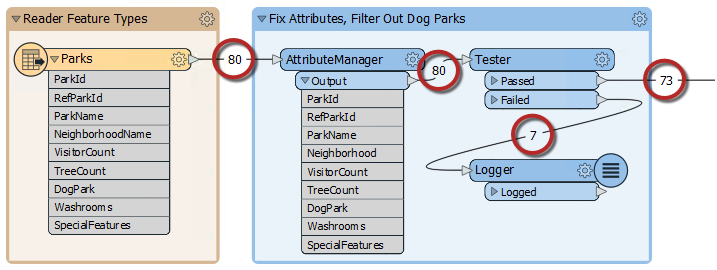 Reader Feature Types
Parks
ParkId
RefParkId
ParkName
NeighborhoodName
VisitorCount
TreeCount
DogPark
Washrooms
SpecialFeatures
80
Fix Attributes, Filter Out Dog Parks
AttributeManager
Output
ParkId
RefParkId
ParkName
Neighborhood
VisitorCount
TreeCount
DogPark
Washrooms
SpecialFeatures
80
Tester
Passed
Failed
73
7
Logger
Logged